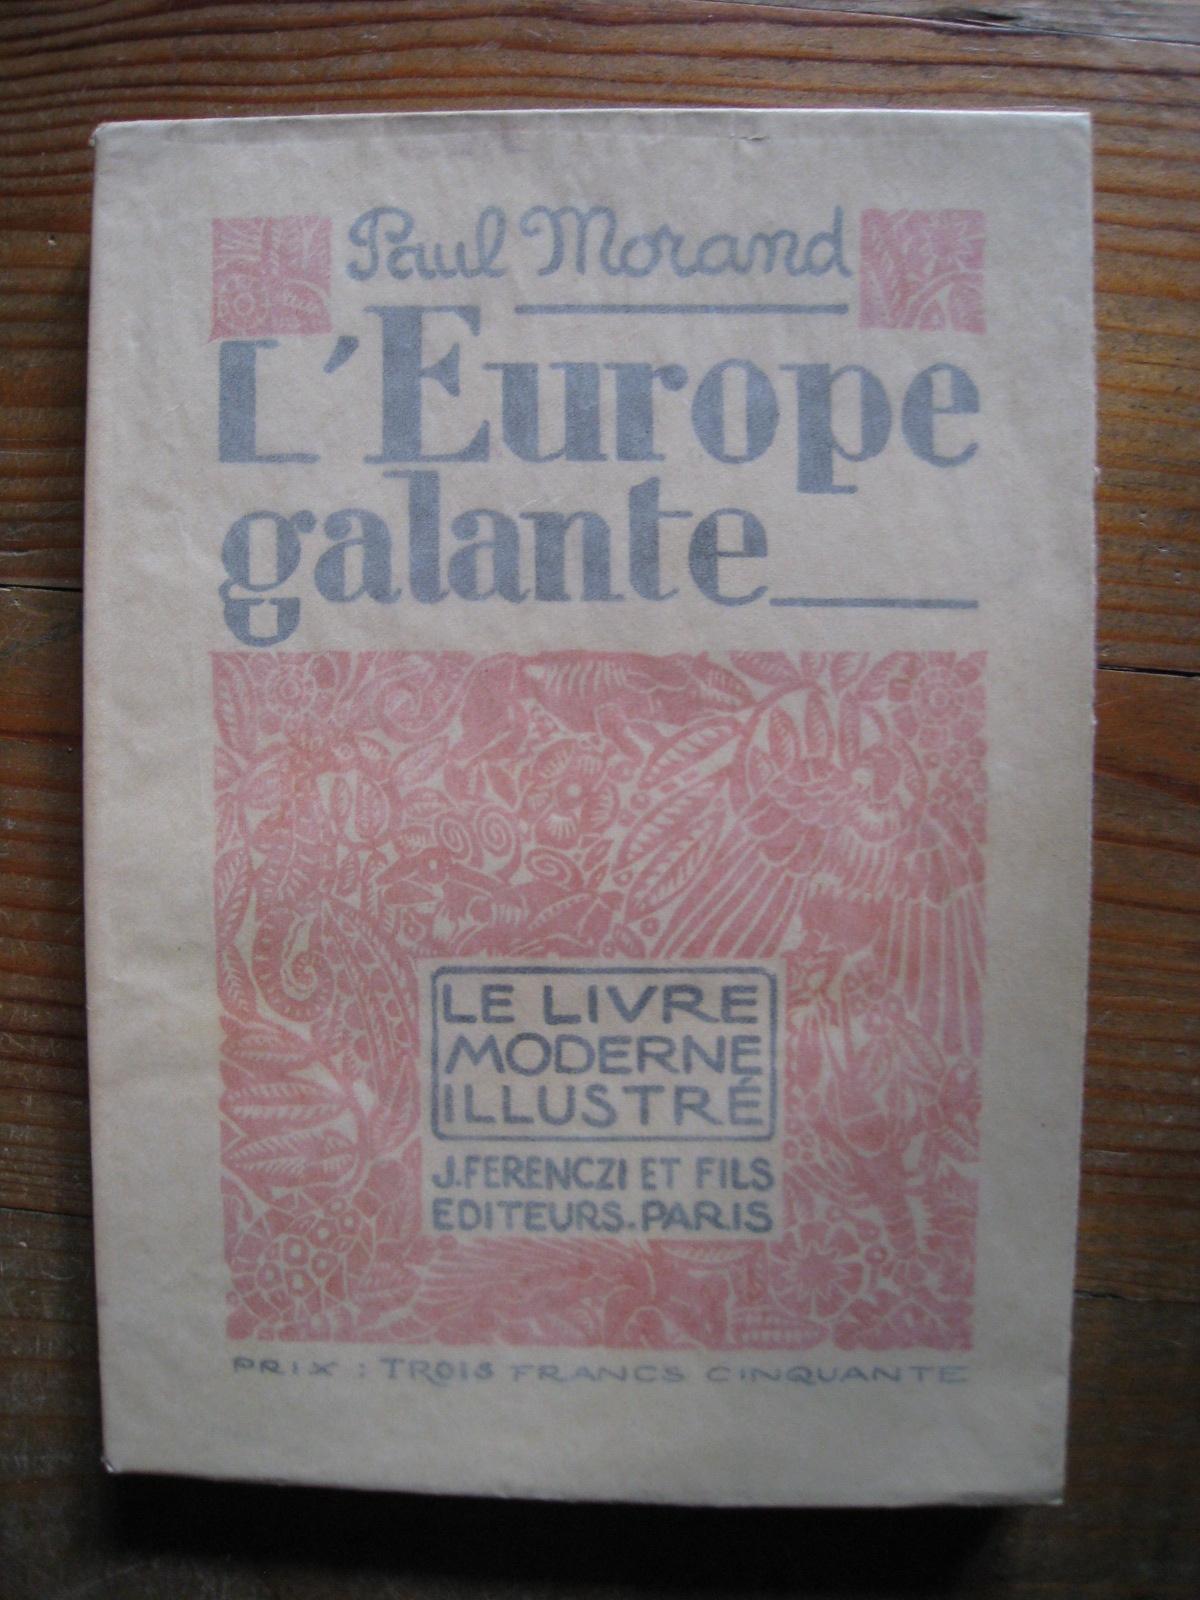 Paul Morand
L'Europe
galante
LE LIVRE
MODERNE
ILLUSTRÉ
J. FERENCZI ET FILS
EDITEURS. PARIS
PRIX : TROIS FRANCS CINQUANTE